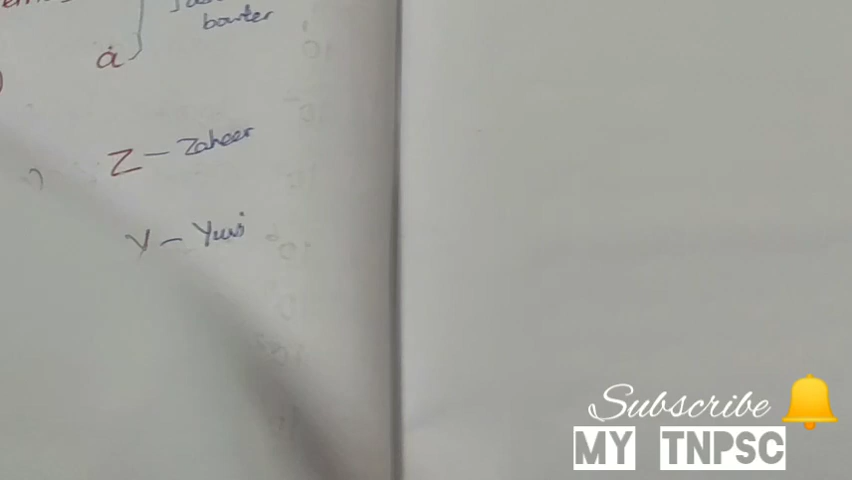 bowler
a
Z - Zaheer
Y - Yuvi
Subscribe
MY TNPSC